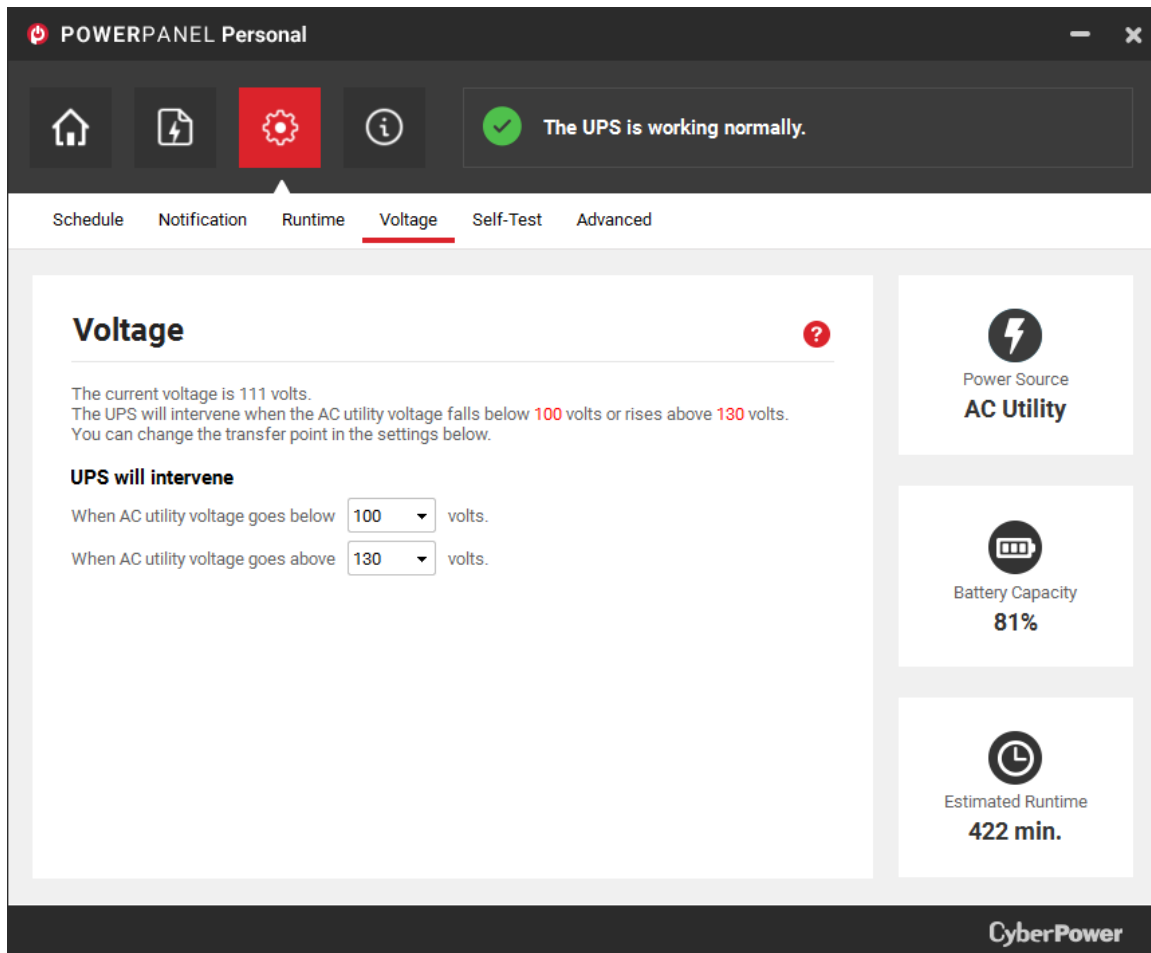 POWERPANEL Personal
The UPS is working normally.
Schedule Notification Runtime Voltage Self-Test Advanced
Voltage
?
The current voltage is 111 volts.
The UPS will intervene when the AC utility voltage falls below 100 volts or rises above 130 volts.
You can change the transfer point in the settings below.
UPS will intervene
When AC utility voltage goes below 100 volts.
When AC utility voltage goes above 130 volts.
Power Source
AC Utility
Battery Capacity
81%
Estimated Runtime
422 min.
CyberPower